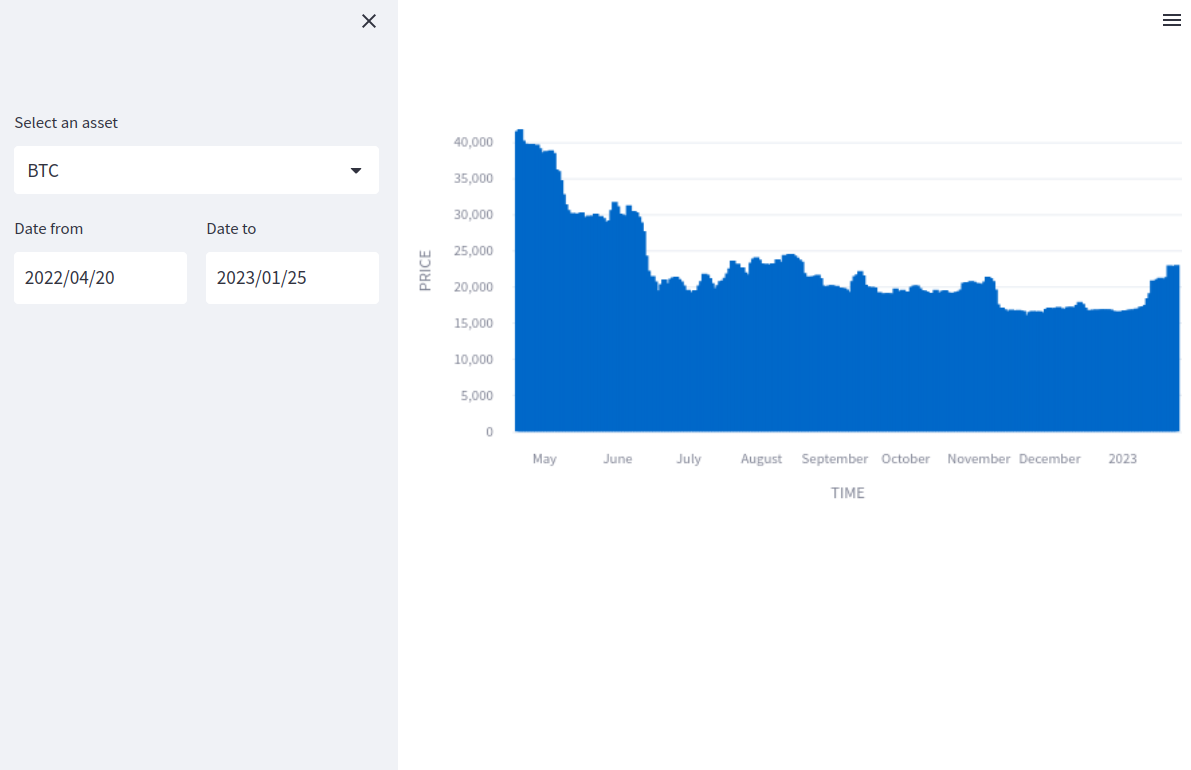 Select an asset
BTC
Date from
Date to
2022/04/20
2023/01/25
PRICE
40,000
35,000
30,000
25,000
20,000
15,000
10,000
5,000
0
May June July August September October November December 2023
TIME